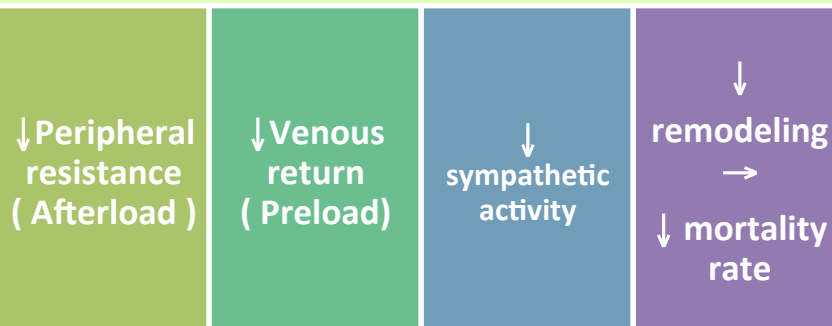 ↓Peripheral
resistance
( Afterload )
↓Venous
return
( Preload)
↓
sympathetic
activity
↓
remodeling
→
↓ mortality
rate